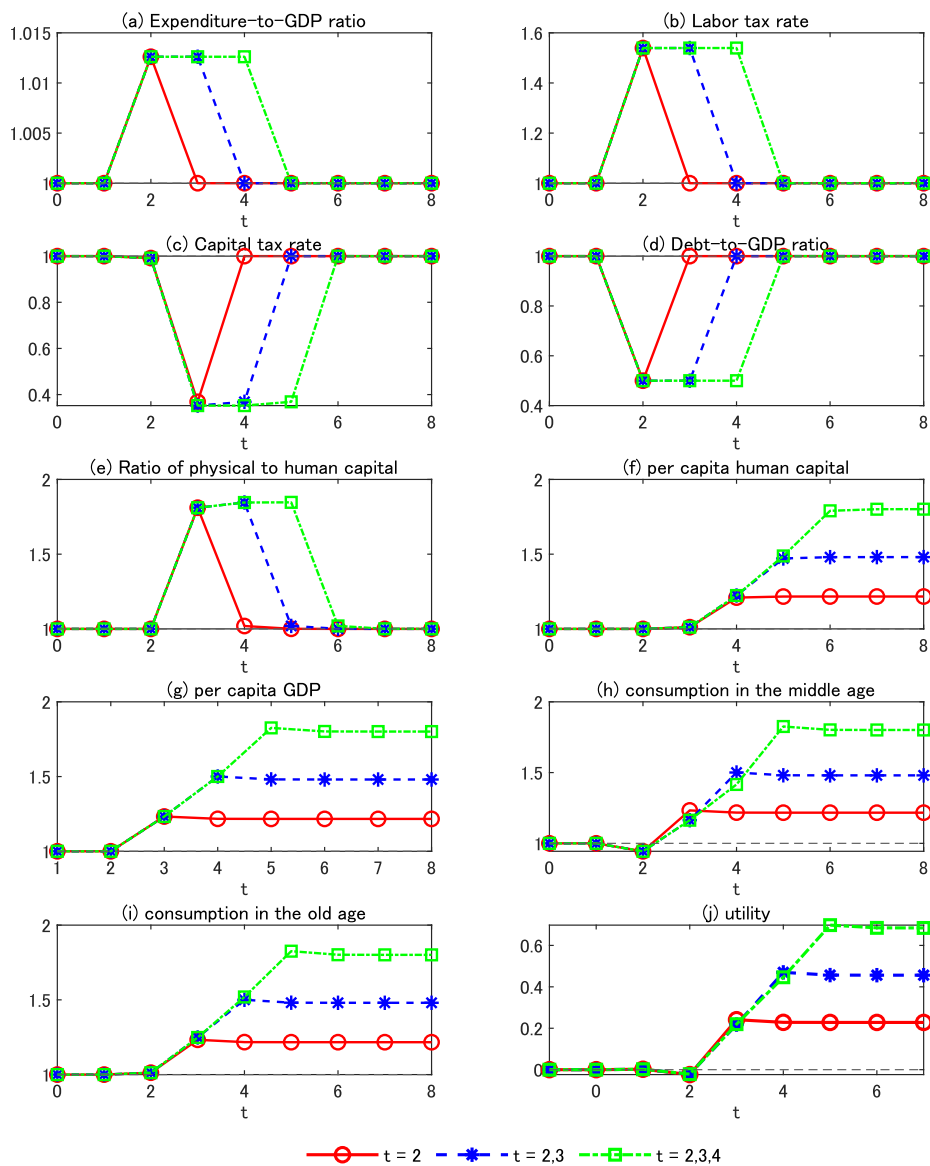 (a) Expenditure-to-GDP ratio
(b) Labor tax rate
1.015
1.01
1.005
1
0 2 4 6 8
t
1.6
1.4
1.2
1
0 2 4 6 8
t
(c) Capital tax rate
(d) Debt-to-GDP ratio
1
0.8
0.6
0.4
0 2 4 6 8
t
1
0.8
0.6
0.4
0 2 4 6 8
t
(e) Ratio of physical to human capital
(f) per capita human capital
2
1.5
1
0 2 4 6 8
t
2
1.5
1
0 2 4 6 8
t
(g) per capita GDP
(h) consumption in the middle age
2
1.5
1
1 2 3 4 5 6 7 8
t
2
1.5
1
0 2 4 6 8
t
(i) consumption in the old age
(j) utility
2
1.5
1
0 2 4 6 8
t
0.6
0.4
0.2
0
0 2 4 6
t
t = 2 t = 2,3 t = 2,3,4